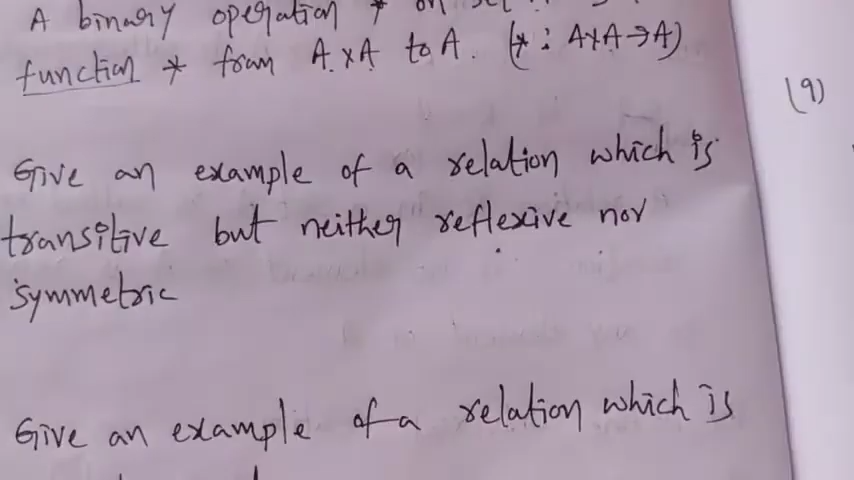 A binary operation * on set
function * from A×A to A. (* : A×A→A)
(9)
Give an example of a relation which is
transitive but neither reflexive nor
symmetric
Give an example of a relation which is